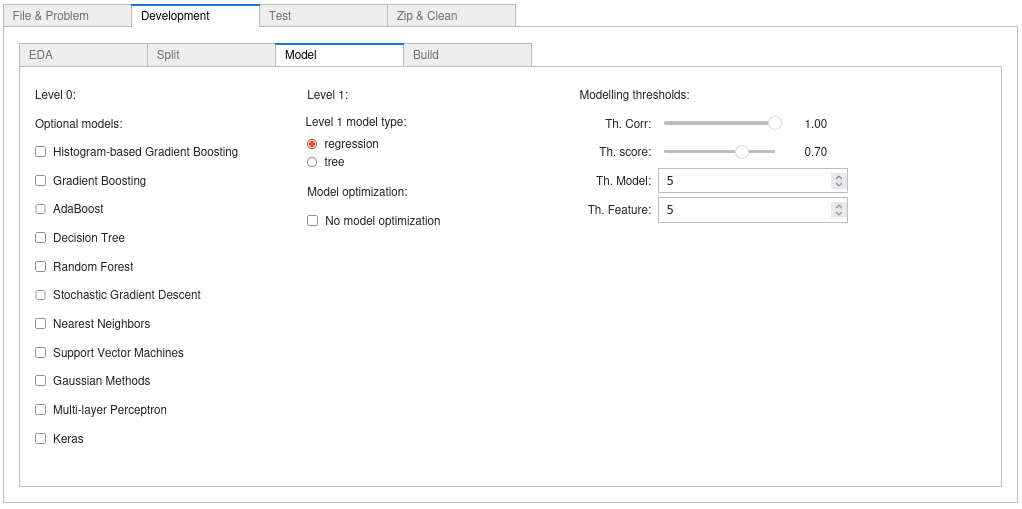 File & Problem
Development
Test
Zip & Clean
EDA
Split
Model
Build
Level 0:
Optional models:
Histogram-based Gradient Boosting
Gradient Boosting
AdaBoost
Decision Tree
Random Forest
Stochastic Gradient Descent
Nearest Neighbors
Support Vector Machines
Gaussian Methods
Multi-layer Perceptron
Keras
Level 1:
Level 1 model type:
regression
tree
Model optimization:
No model optimization
Modelling thresholds:
Th. Corr: 1.00
Th. score: 0.70
Th. Model: 5
Th. Feature: 5